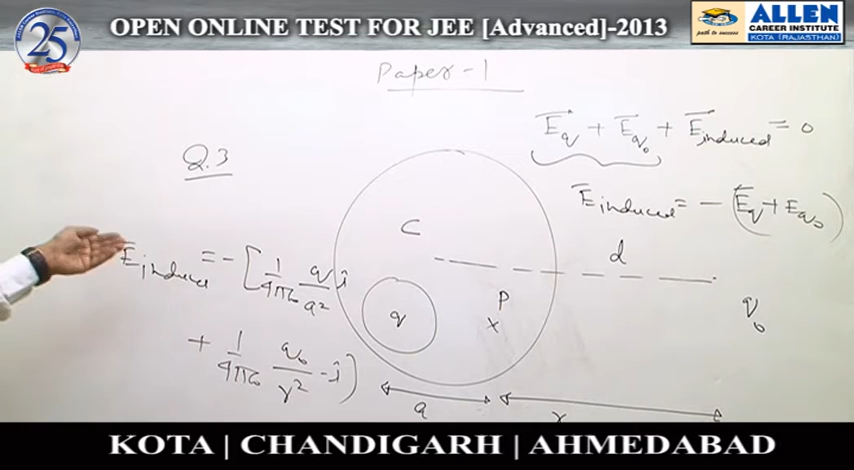 25
OPEN ONLINE TEST FOR JEE [Advanced]-2013
path to success
ALLEN
CAREER INSTITUTE
KOTA (RAJASTHAN)
Paper-1
Q.3
E_q + E_q₀ + E_induced = 0
E_induced = - (E_q + E_q₀)
C
d
E_induced = - [ 1/4πε₀ q/a² î
+ 1/4πε₀ q₀/r² -î )
q
P
x
q₀
a
r
KOTA | CHANDIGARH | AHMEDABAD